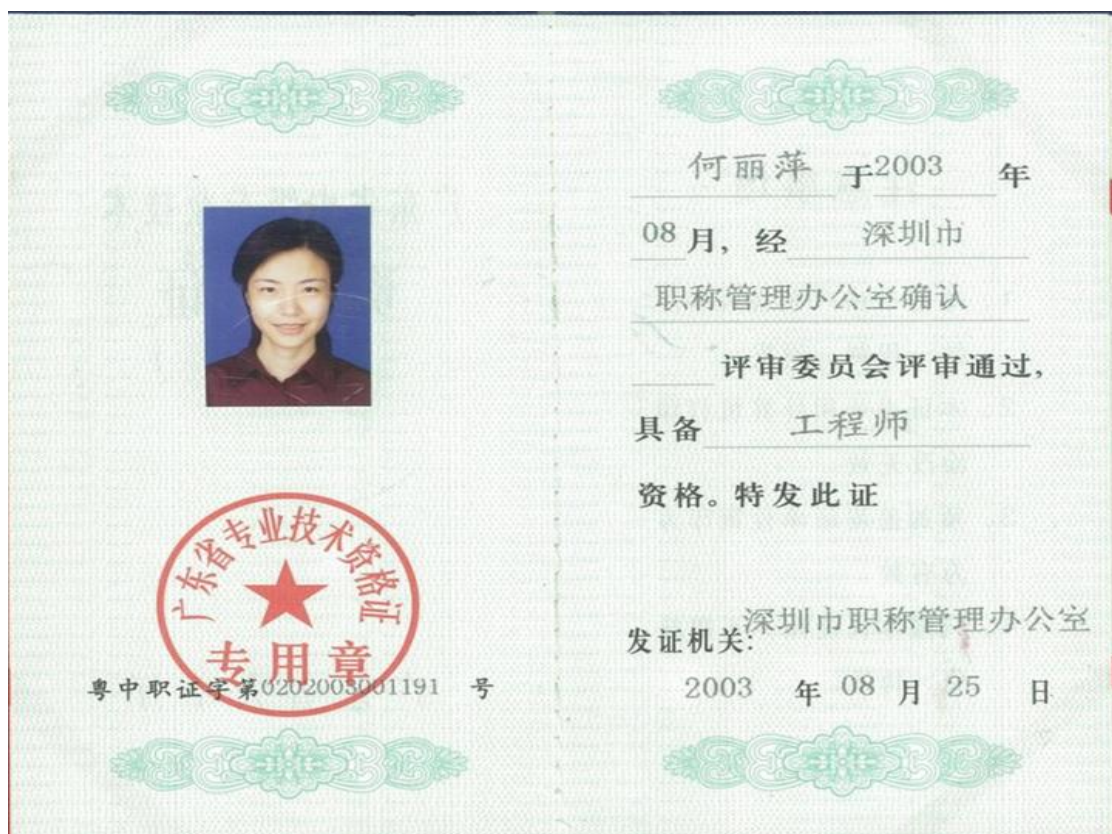 广东省专业技术资格证
专用章
粤中职证字第0202003001191 号
何丽萍 于2003 年
08 月，经 深圳市
职称管理办公室确认
评审委员会评审通过，
具备 工程师
资格。特发此证
发证机关：深圳市职称管理办公室
2003 年 08 月 25 日